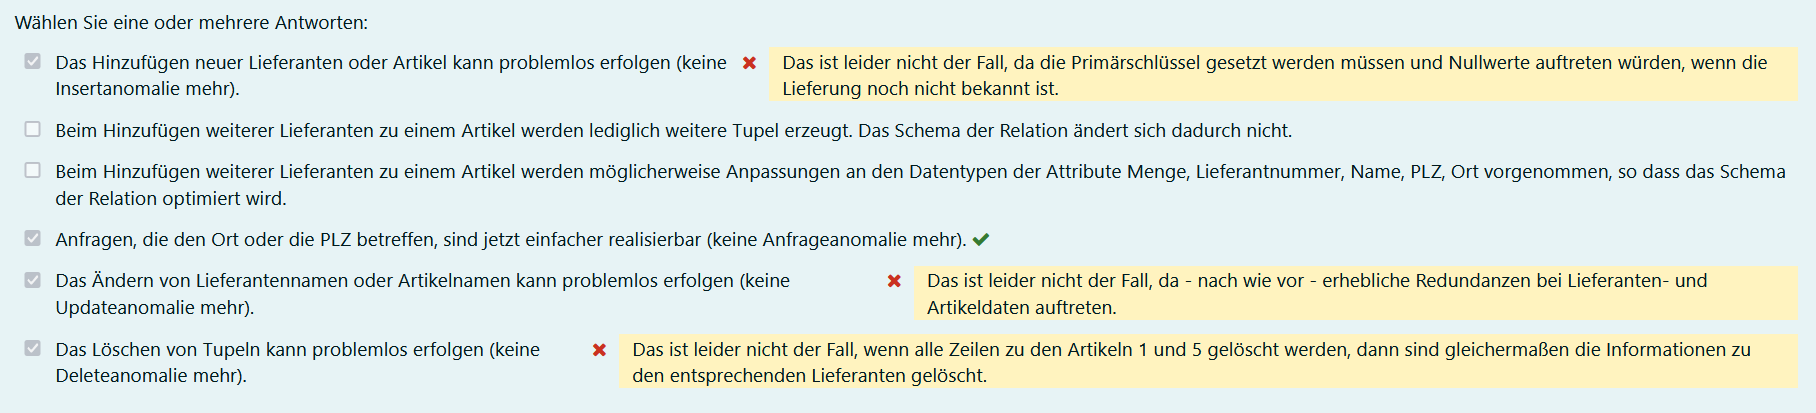 Wählen Sie eine oder mehrere Antworten:
Das Hinzufügen neuer Lieferanten oder Artikel kann problemlos erfolgen (keine
Insertanomalie mehr).
Das ist leider nicht der Fall, da die Primärschlüssel gesetzt werden müssen und Nullwerte auftreten würden, wenn die
Lieferung noch nicht bekannt ist.
Beim Hinzufügen weiterer Lieferanten zu einem Artikel werden lediglich weitere Tupel erzeugt. Das Schema der Relation ändert sich dadurch nicht.
Beim Hinzufügen weiterer Lieferanten zu einem Artikel werden möglicherweise Anpassungen an den Datentypen der Attribute Menge, Lieferantnummer, Name, PLZ, Ort vorgenommen, so dass das Schema
der Relation optimiert wird.
Anfragen, die den Ort oder die PLZ betreffen, sind jetzt einfacher realisierbar (keine Anfrageanomalie mehr).
Das Ändern von Lieferantennamen oder Artikelnamen kann problemlos erfolgen (keine
Updateanomalie mehr).
Das ist leider nicht der Fall, da - nach wie vor - erhebliche Redundanzen bei Lieferanten- und
Artikeldaten auftreten.
Das Löschen von Tupeln kann problemlos erfolgen (keine
Deleteanomalie mehr).
Das ist leider nicht der Fall, wenn alle Zeilen zu den Artikeln 1 und 5 gelöscht werden, dann sind gleichermaßen die Informationen zu
den entsprechenden Lieferanten gelöscht.